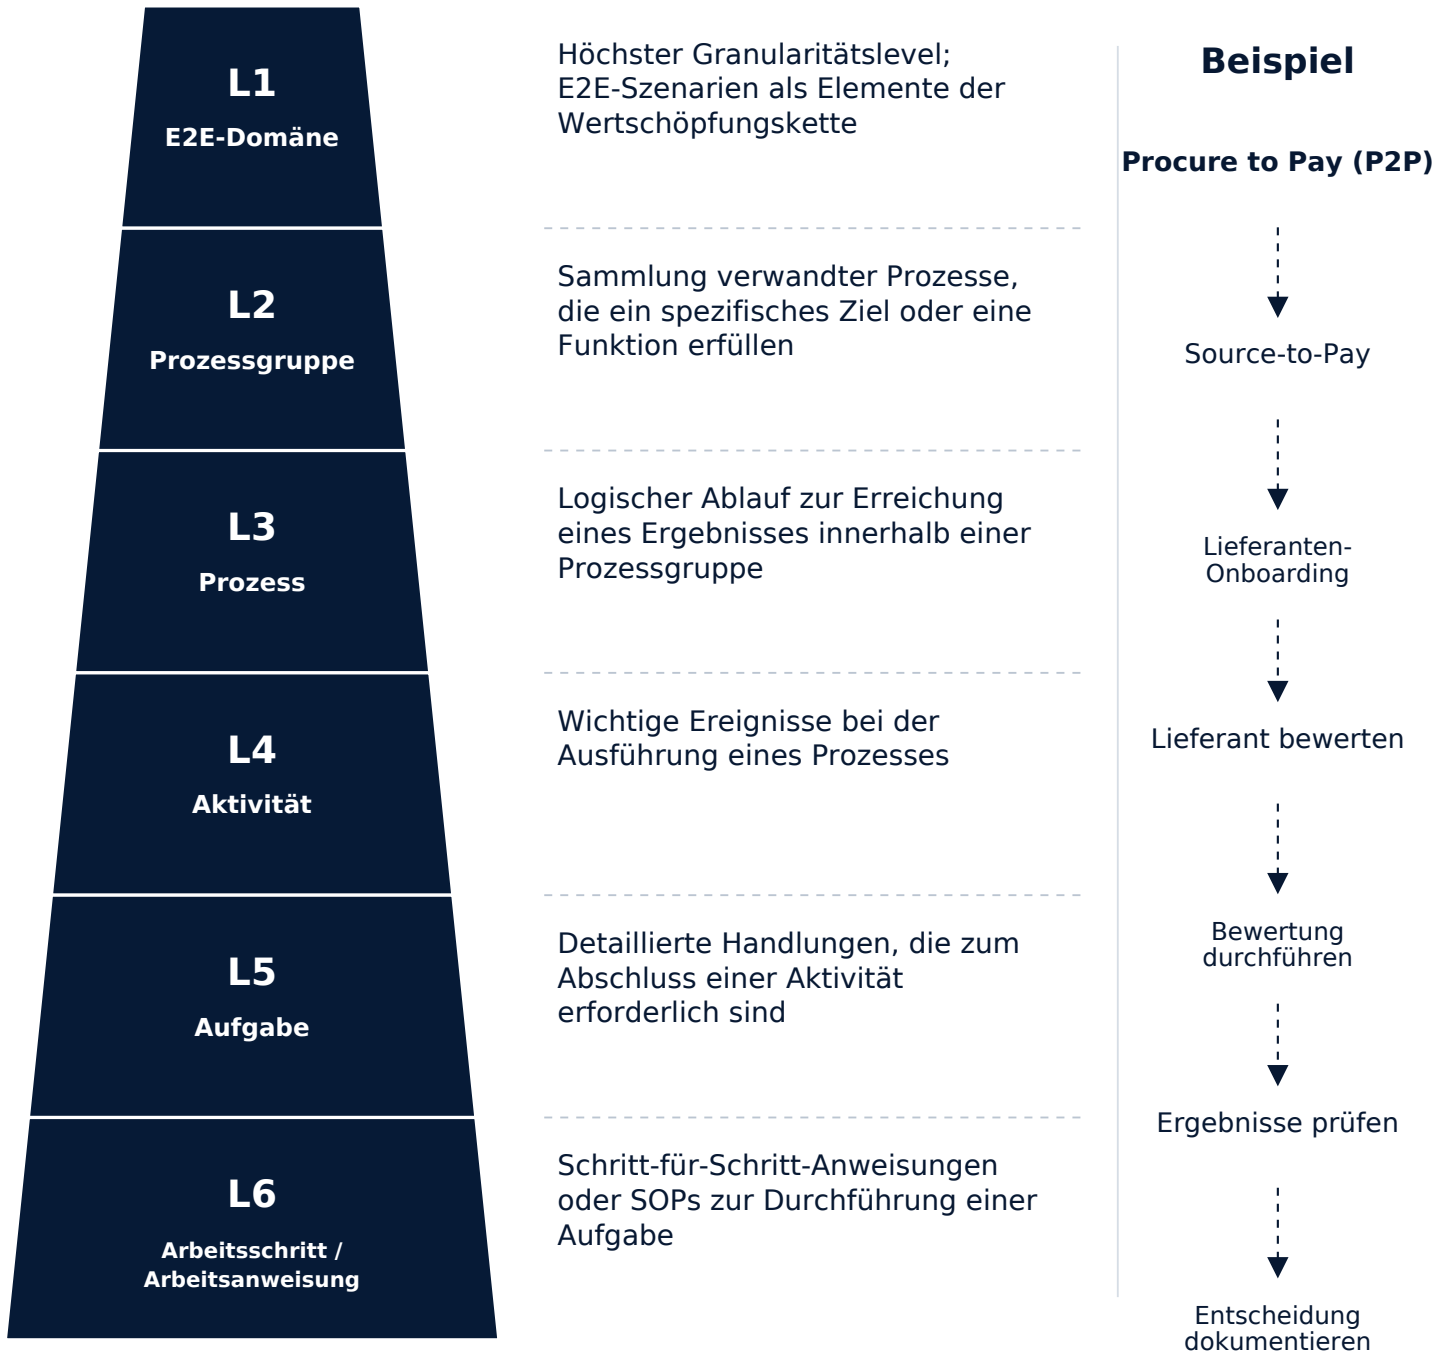 L1
E2E-Domäne
Höchster Granularitätslevel;
E2E-Szenarien als Elemente der
Wertschöpfungskette
L2
Prozessgruppe
Sammlung verwandter Prozesse,
die ein spezifisches Ziel oder eine
Funktion erfüllen
L3
Prozess
Logischer Ablauf zur Erreichung
eines Ergebnisses innerhalb einer
Prozessgruppe
L4
Aktivität
Wichtige Ereignisse bei der
Ausführung eines Prozesses
L5
Aufgabe
Detaillierte Handlungen, die zum
Abschluss einer Aktivität
erforderlich sind
L6
Arbeitsschritt /
Arbeitsanweisung
Schritt-für-Schritt-Anweisungen
oder SOPs zur Durchführung einer
Aufgabe
Beispiel
Procure to Pay (P2P)
Source-to-Pay
Lieferanten-
Onboarding
Lieferant bewerten
Bewertung
durchführen
Ergebnisse prüfen
Entscheidung
dokumentieren